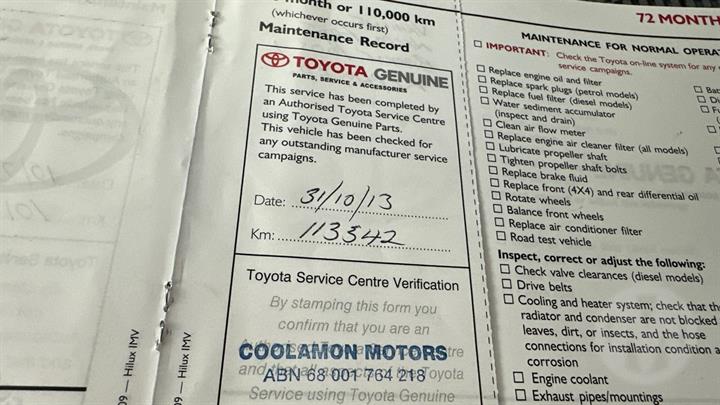 month or 110,000 km
(whichever occurs first)
Maintenance Record
TOYOTA GENUINE
PARTS, SERVICE & ACCESSORIES
This service has been completed by
an Authorised Toyota Service Centre
using Toyota Genuine Parts.
This vehicle has been checked for
any outstanding manufacturer service
campaigns.
Date: 31/10/13
Km: 113342
Toyota Service Centre Verification
By stamping this form you
confirm that you are an
COOLAMON MOTORS
ABN 68 001 764 218
Service using Toyota Genuine
09 — Hilux IMV
09 — Hilux IMV
72 MONTH
MAINTENANCE FOR NORMAL OPERA
IMPORTANT: Check the Toyota on-line system for any
service campaigns.
Replace engine oil and filter
Replace spark plugs (petrol models)
Replace fuel filter (diesel models)
Water sediment accumulator
(inspect and drain)
Clean air flow meter
Replace engine air cleaner filter (all models)
Lubricate propeller shaft
Tighten propeller shaft bolts
Replace brake fluid
Replace front (4X4) and rear differential oil
Rotate wheels
Balance front wheels
Replace air conditioner filter
Road test vehicle
Inspect, correct or adjust the following:
Check valve clearances (diesel models)
Drive belts
Cooling and heater system; check that the
radiator and condenser are not blocked
leaves, dirt, or insects, and the hose
connections for installation condition a
corrosion
Engine coolant
Exhaust pipes/mountings